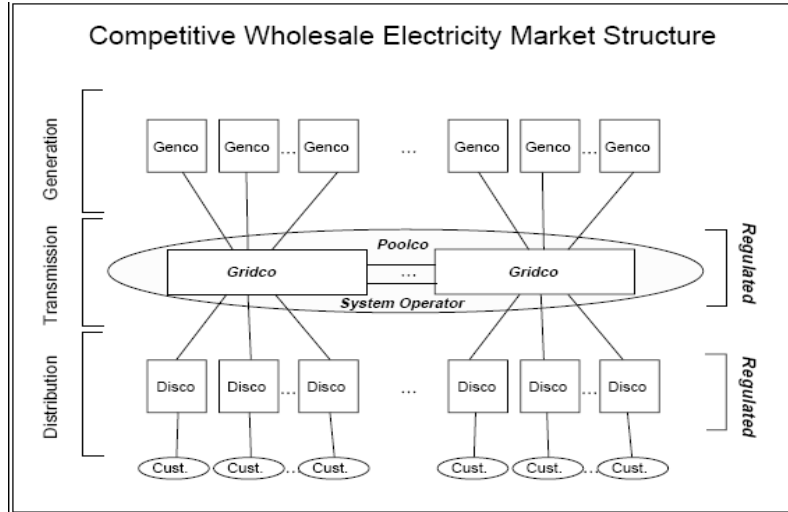 Competitive Wholesale Electricity Market Structure
Generation
Genco Genco ... Genco ... Genco Genco ... Genco
Transmission
Poolco
Gridco ... Gridco
System Operator
Regulated
Distribution
Disco Disco ... Disco ... Disco Disco ... Disco
Regulated
Cust. Cust. ... Cust. Cust. Cust. ... Cust.